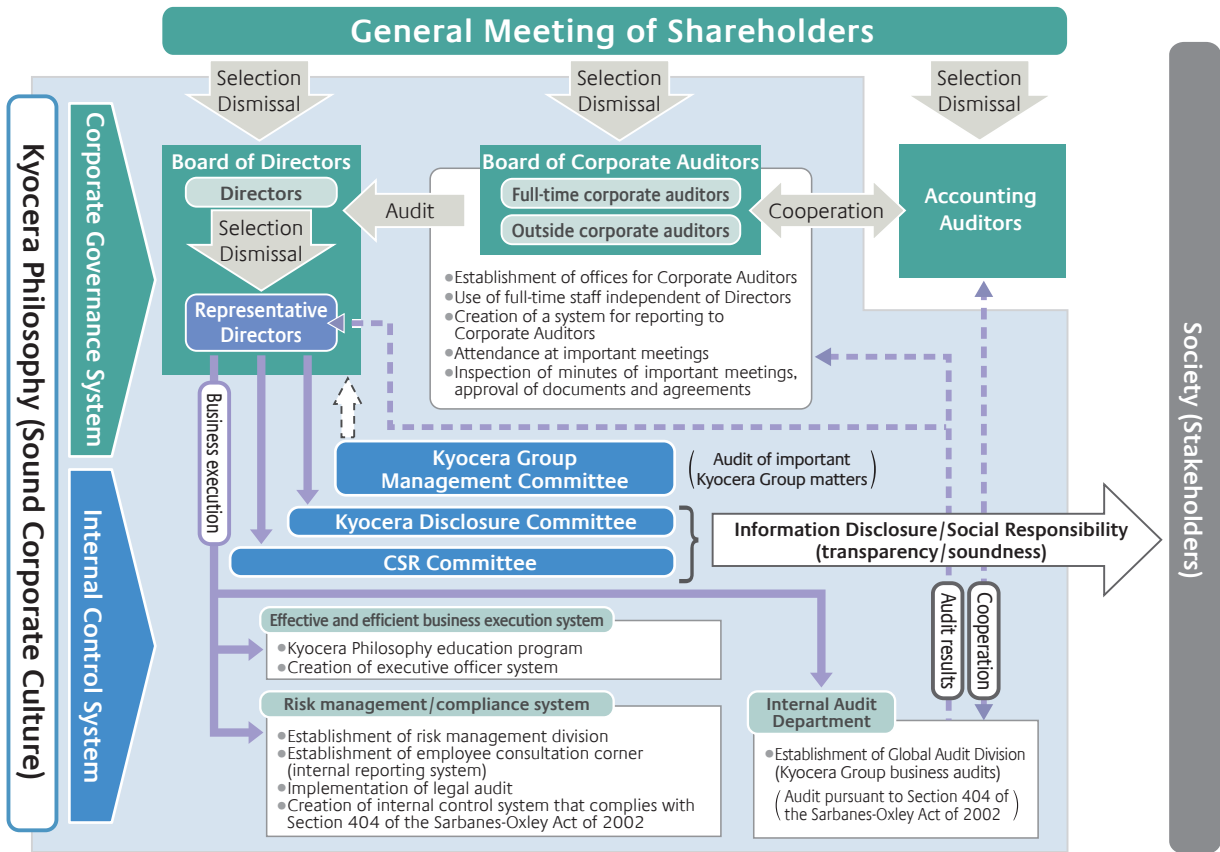 General Meeting of Shareholders
Selection
Dismissal
Selection
Dismissal
Selection
Dismissal
Kyocera Philosophy (Sound Corporate Culture)
Corporate Governance System
Internal Control System
Society (Stakeholders)
Board of Directors
Directors
Selection
Dismissal
Representative
Directors
Audit
Board of Corporate Auditors
Full-time corporate auditors
Outside corporate auditors
Cooperation
Accounting
Auditors
●Establishment of offices for Corporate Auditors
●Use of full-time staff independent of Directors
●Creation of a system for reporting to
Corporate Auditors
●Attendance at important meetings
●Inspection of minutes of important meetings,
approval of documents and agreements
Business execution
Kyocera Group
Management Committee
(Audit of important
Kyocera Group matters)
Kyocera Disclosure Committee
CSR Committee
Information Disclosure/Social Responsibility
(transparency/soundness)
Audit results
Cooperation
Effective and efficient business execution system
●Kyocera Philosophy education program
●Creation of executive officer system
Risk management/compliance system
●Establishment of risk management division
●Establishment of employee consultation corner
(internal reporting system)
●Implementation of legal audit
●Creation of internal control system that complies with
Section 404 of the Sarbanes-Oxley Act of 2002
Internal Audit
Department
●Establishment of Global Audit Division
(Kyocera Group business audits)
(Audit pursuant to Section 404 of
the Sarbanes-Oxley Act of 2002)